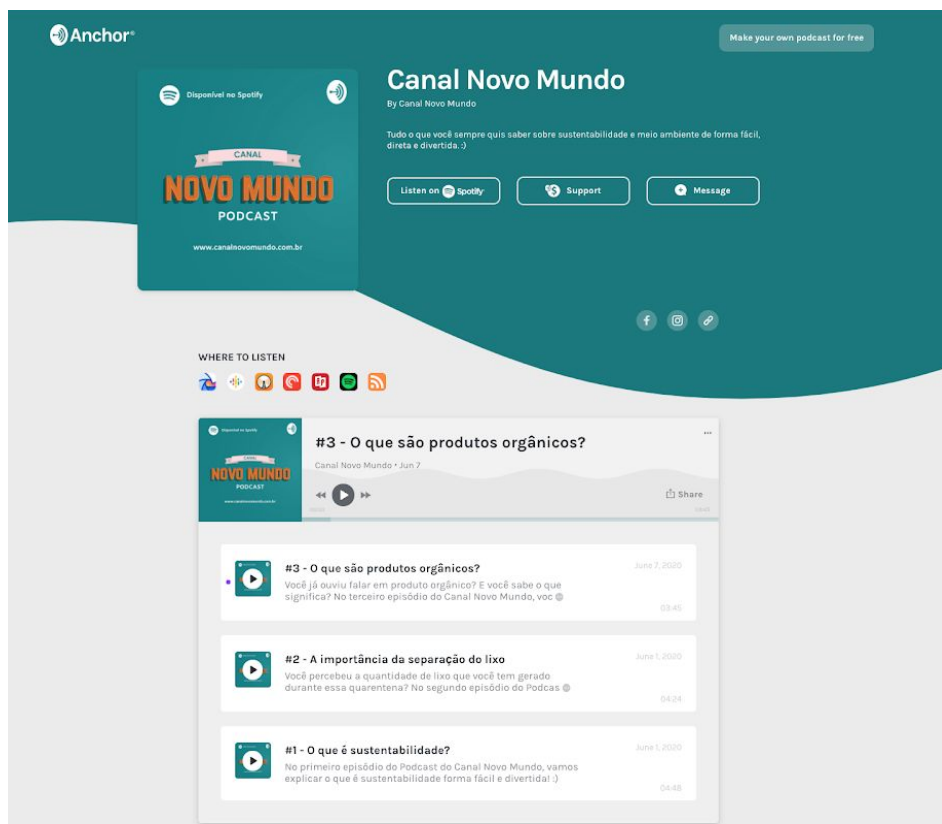 Anchor
Make your own podcast for free
Disponível no Spotify
CANAL
NOVO MUNDO
PODCAST
www.canalnovomundo.com.br
Canal Novo Mundo
By Canal Novo Mundo
Tudo o que você sempre quis saber sobre sustentabilidade e meio ambiente de forma fácil,
direta e divertida. :)
Listen on Spotify
Support
Message
WHERE TO LISTEN
Disponível no Spotify
CANAL
NOVO MUNDO
PODCAST
www.canalnovomundo.com.br
#3 - O que são produtos orgânicos?
Canal Novo Mundo • Jun 7
Share
#3 - O que são produtos orgânicos?
June 7, 2020
Você já ouviu falar em produto orgânico? E você sabe o que
significa? No terceiro episódio do Canal Novo Mundo, voc
03:45
#2 - A importância da separação do lixo
June 1, 2020
Você percebeu a quantidade de lixo que você tem gerado
durante essa quarentena? No segundo episódio do Podcas
04:24
#1 - O que é sustentabilidade?
June 1, 2020
No primeiro episódio do Podcast do Canal Novo Mundo, vamos
explicar o que é sustentabilidade forma fácil e divertida! :)
04:48